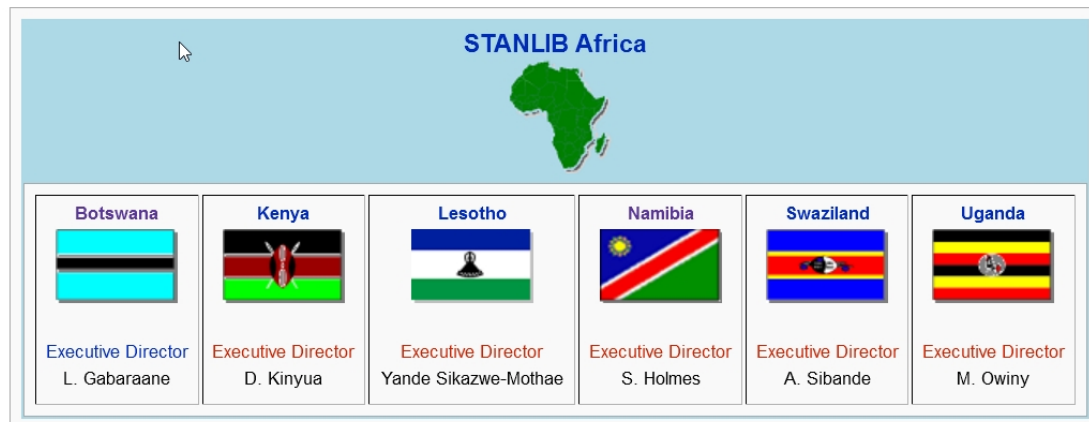 STANLIB Africa
Botswana
Executive Director
L. Gabaraane
Kenya
Executive Director
D. Kinyua
Lesotho
Executive Director
Yande Sikazwe-Mothae
Namibia
Executive Director
S. Holmes
Swaziland
Executive Director
A. Sibande
Uganda
Executive Director
M. Owiny